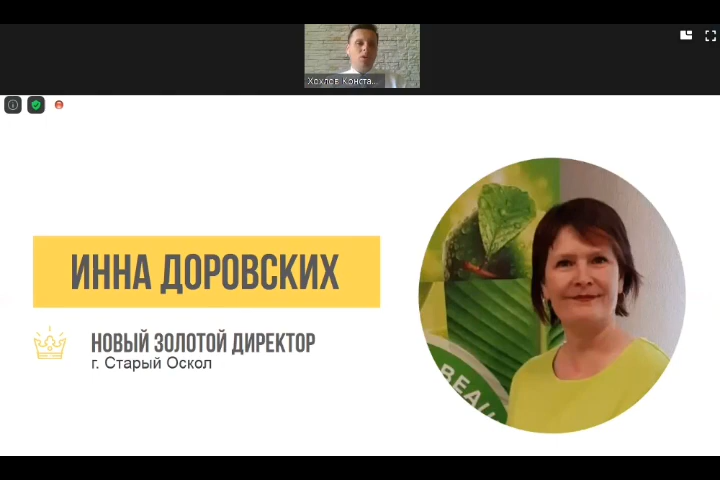 Хохлов Конста...
ИННА ДОРОВСКИХ
НОВЫЙ ЗОЛОТОЙ ДИРЕКТОР
г. Старый Оскол